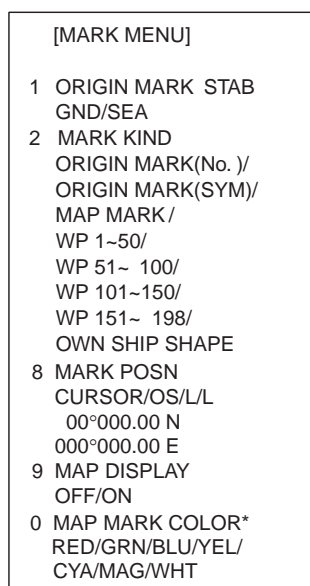 [MARK MENU]
1 ORIGIN MARK STAB
GND/SEA
2 MARK KIND
ORIGIN MARK(No. )/
ORIGIN MARK(SYM)/
MAP MARK/
WP 1~50/
WP 51~ 100/
WP 101~150/
WP 151~ 198/
OWN SHIP SHAPE
8 MARK POSN
CURSOR/OS/L/L
00°000.00 N
000°000.00 E
9 MAP DISPLAY
OFF/ON
0 MAP MARK COLOR*
RED/GRN/BLU/YEL/
CYA/MAG/WHT